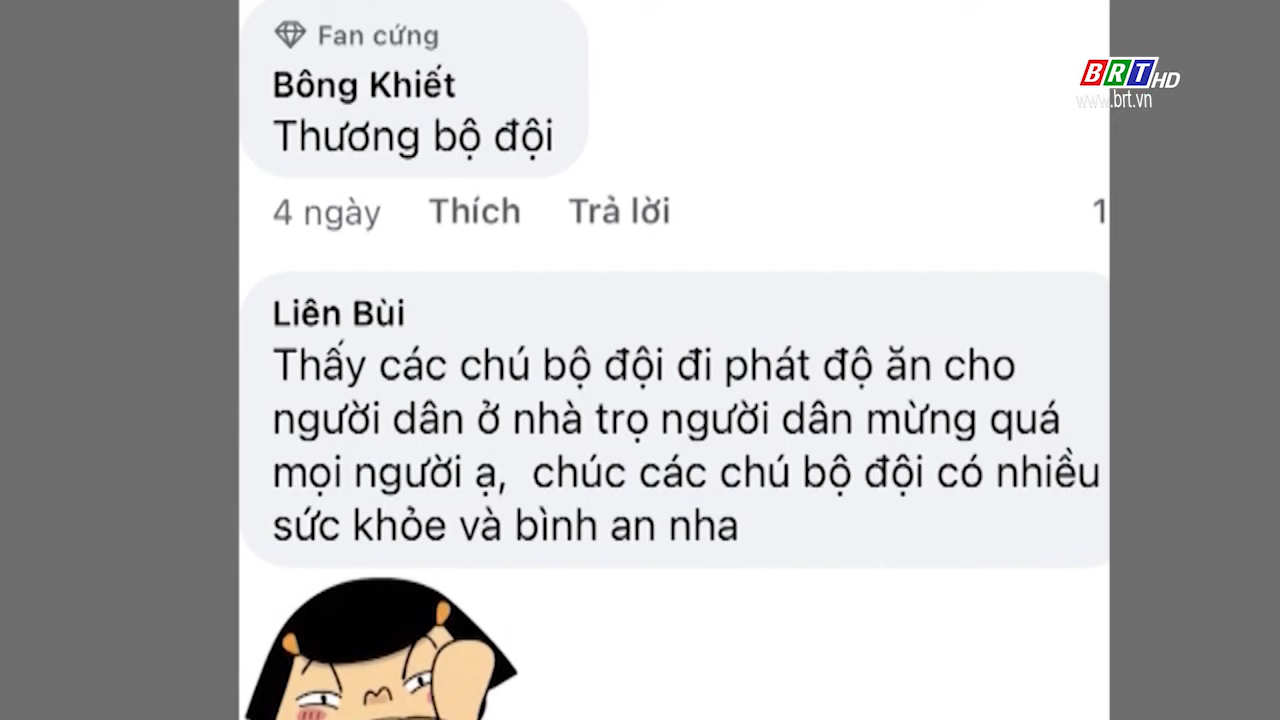 Fan cứng
BRT HD
www.brt.vn
Bông Khiết
Thương bộ đội
4 ngày Thích Trả lời 1
Liên Bùi
Thấy các chú bộ đội đi phát độ ăn cho
người dân ở nhà trọ người dân mừng quá
mọi người ạ, chúc các chú bộ đội có nhiều
sức khỏe và bình an nha